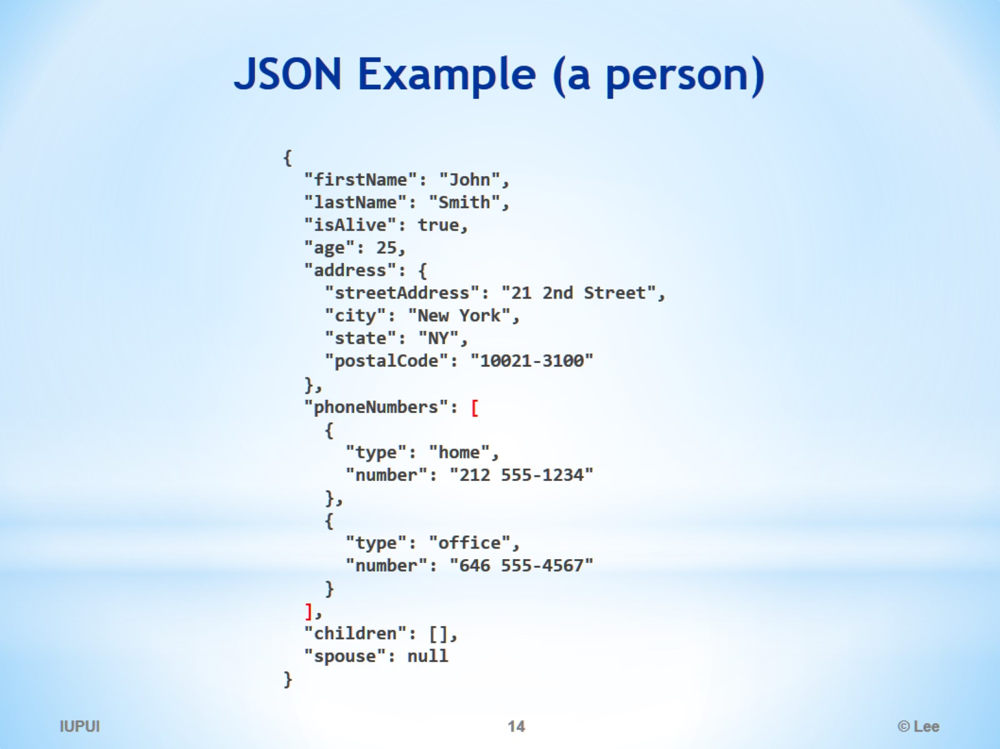 JSON Example (a person)
{
  "firstName": "John",
  "lastName": "Smith",
  "isAlive": true,
  "age": 25,
  "address": {
    "streetAddress": "21 2nd Street",
    "city": "New York",
    "state": "NY",
    "postalCode": "10021-3100"
  },
  "phoneNumbers": [
    {
      "type": "home",
      "number": "212 555-1234"
    },
    {
      "type": "office",
      "number": "646 555-4567"
    }
  ],
  "children": [],
  "spouse": null
}
IUPUI 14 © Lee